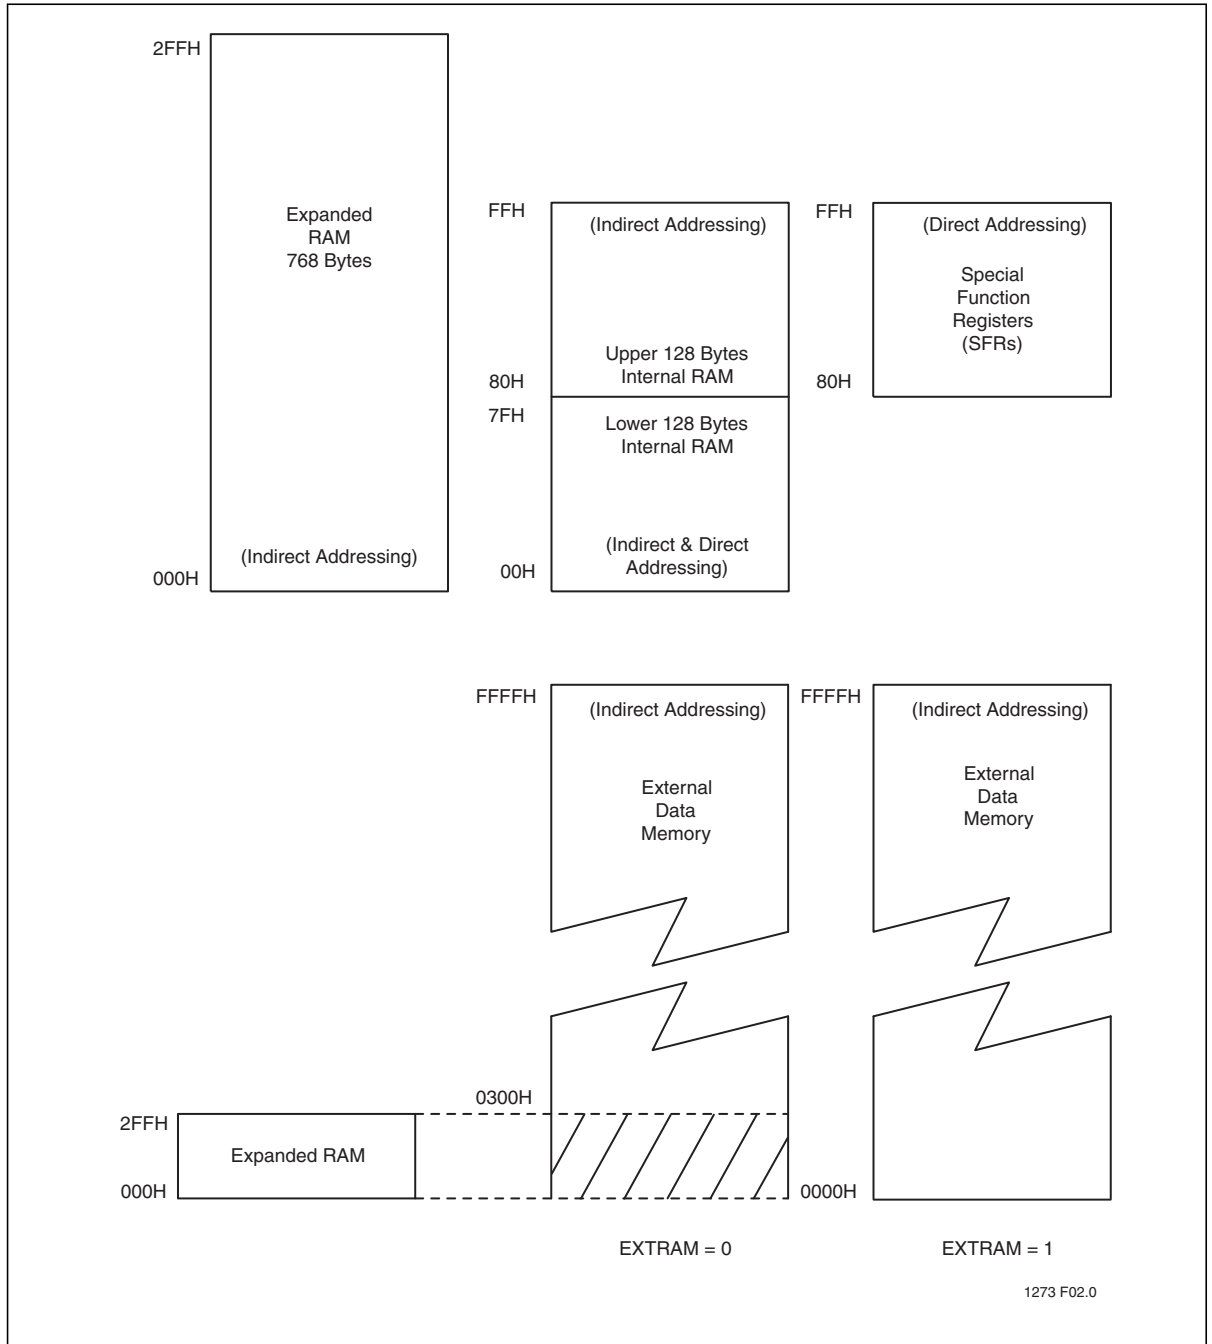 2FFH
Expanded
RAM
768 Bytes
(Indirect Addressing)
000H
FFH
(Indirect Addressing)
Upper 128 Bytes
Internal RAM
80H
7FH
Lower 128 Bytes
Internal RAM
(Indirect & Direct
Addressing)
00H
FFH
(Direct Addressing)
Special
Function
Registers
(SFRs)
80H
FFFFH
(Indirect Addressing)
External
Data
Memory
FFFFH
(Indirect Addressing)
External
Data
Memory
0300H
2FFH
Expanded RAM
000H
0000H
EXTRAM = 0
EXTRAM = 1
1273 F02.0